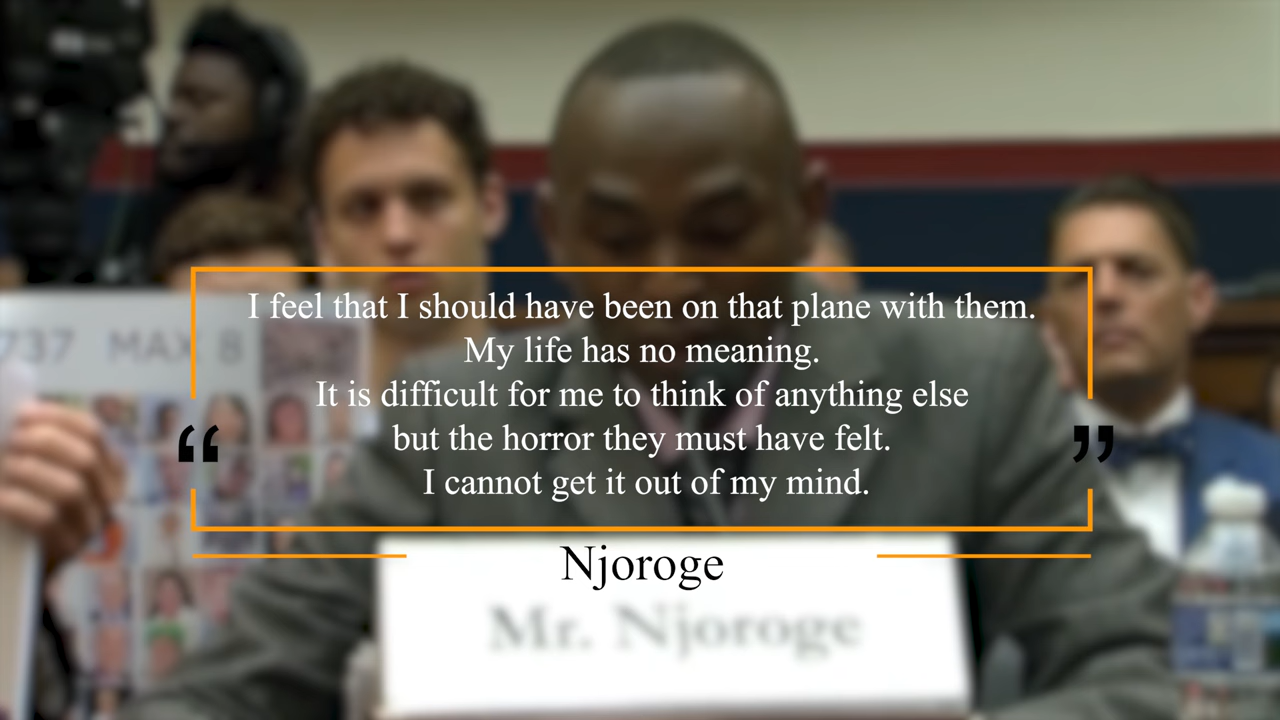 737 MAX 8
I feel that I should have been on that plane with them.
My life has no meaning.
It is difficult for me to think of anything else
but the horror they must have felt.
“ ”
I cannot get it out of my mind.
Njoroge
Mr. Njoroge